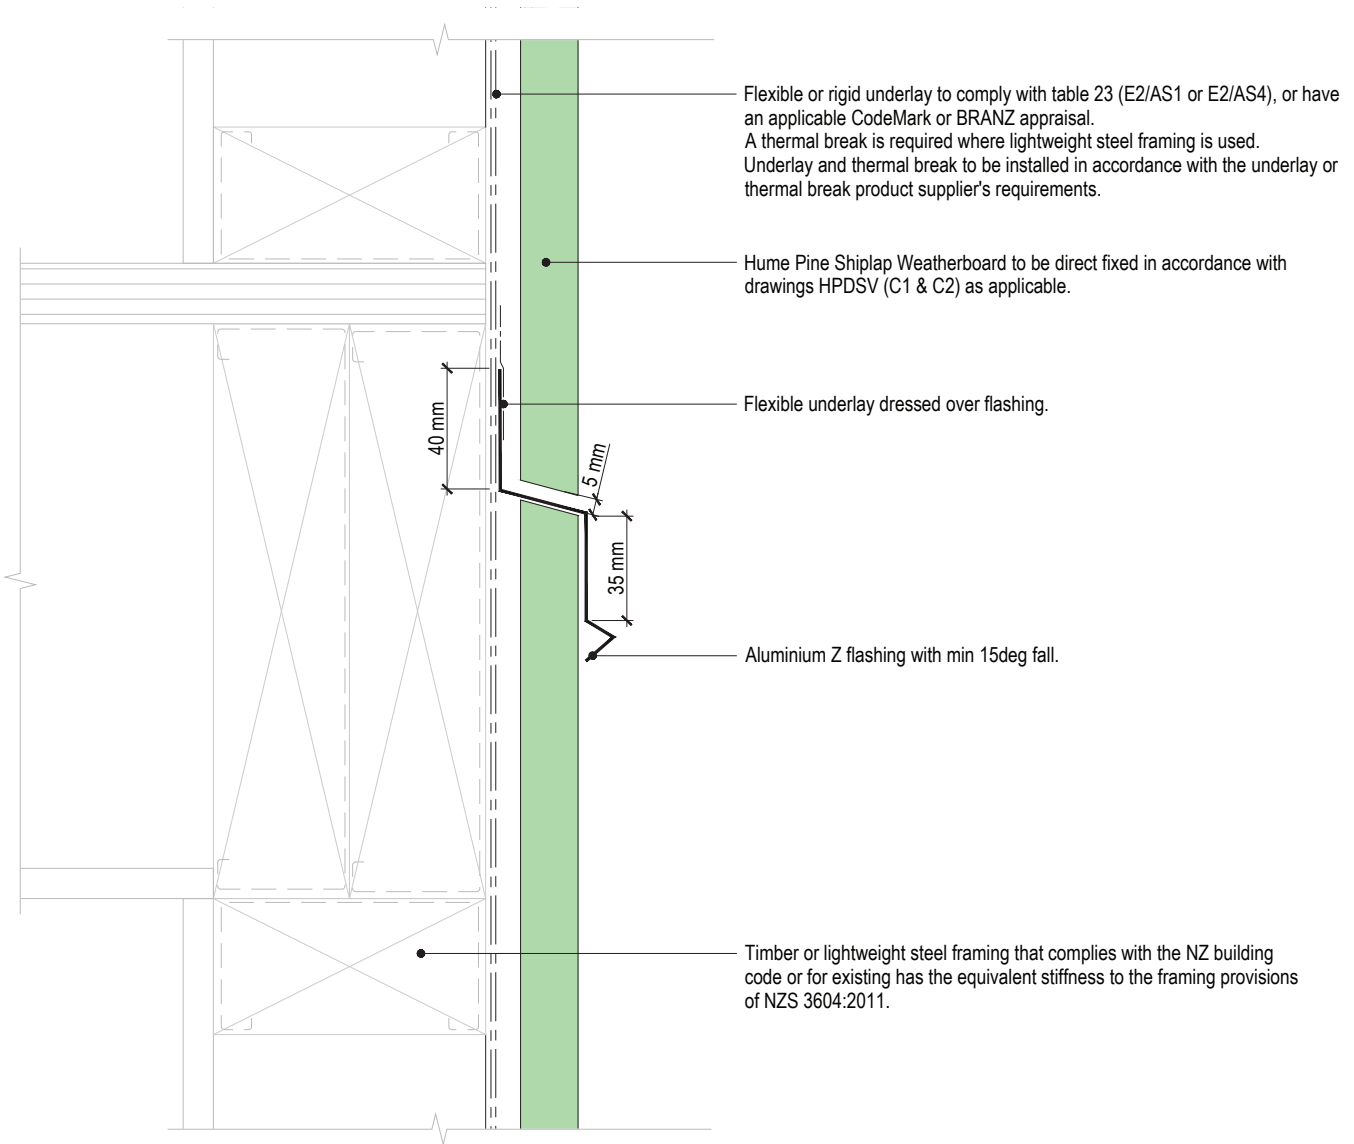 Flexible or rigid underlay to comply with table 23 (E2/AS1 or E2/AS4), or have
an applicable CodeMark or BRANZ appraisal.
A thermal break is required where lightweight steel framing is used.
Underlay and thermal break to be installed in accordance with the underlay or
thermal break product supplier's requirements.
Hume Pine Shiplap Weatherboard to be direct fixed in accordance with
drawings HPDSV (C1 & C2) as applicable.
40 mm
Flexible underlay dressed over flashing.
5 mm
35 mm
Aluminium Z flashing with min 15deg fall.
Timber or lightweight steel framing that complies with the NZ building
code or for existing has the equivalent stiffness to the framing provisions
of NZS 3604:2011.